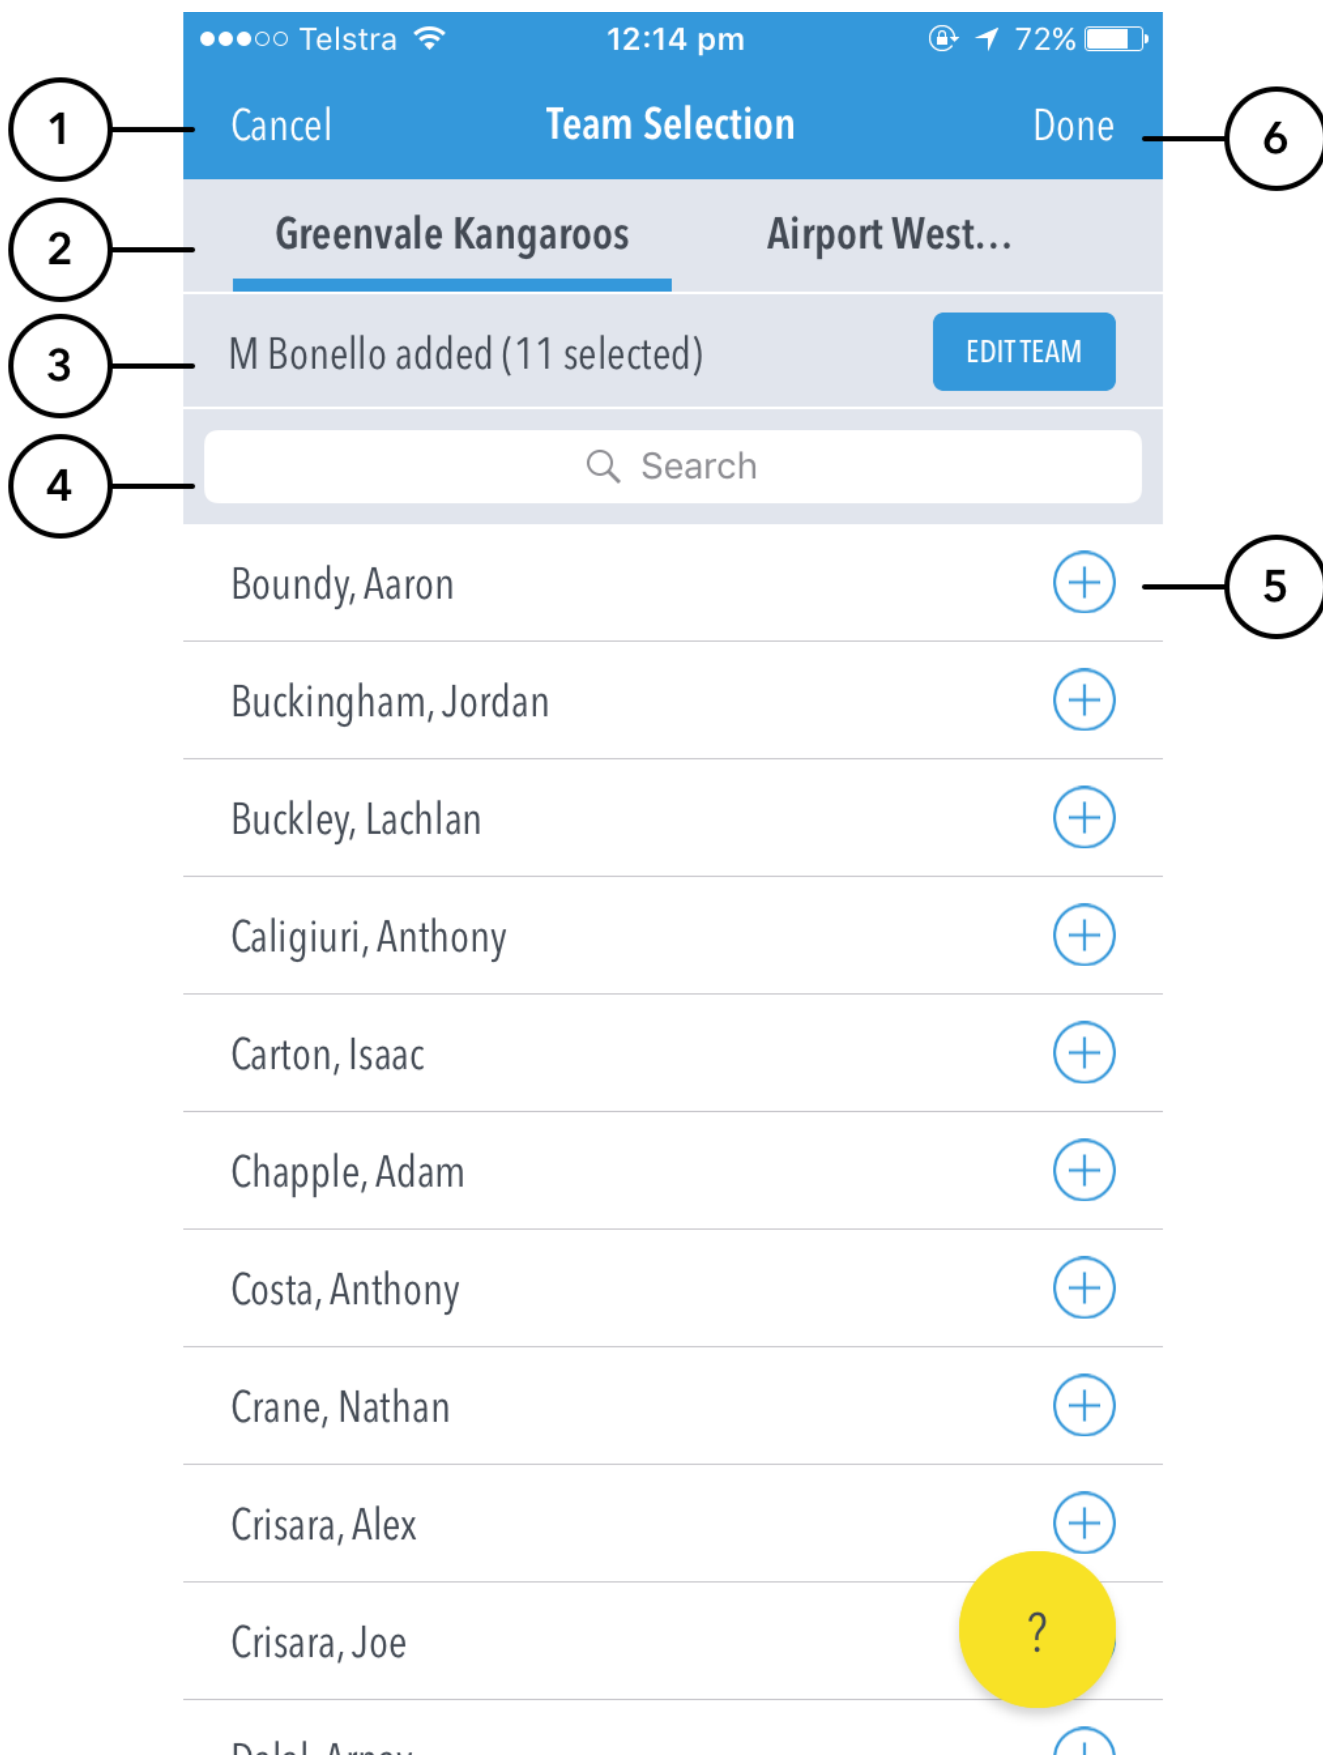 Telstra 12:14 pm 72%
1 Cancel Team Selection Done 6
2 Greenvale Kangaroos Airport West...
3 M Bonello added (11 selected) EDIT TEAM
4 Search
Boundy, Aaron 5
Buckingham, Jordan
Buckley, Lachlan
Caligiuri, Anthony
Carton, Isaac
Chapple, Adam
Costa, Anthony
Crane, Nathan
Crisara, Alex
Crisara, Joe ?